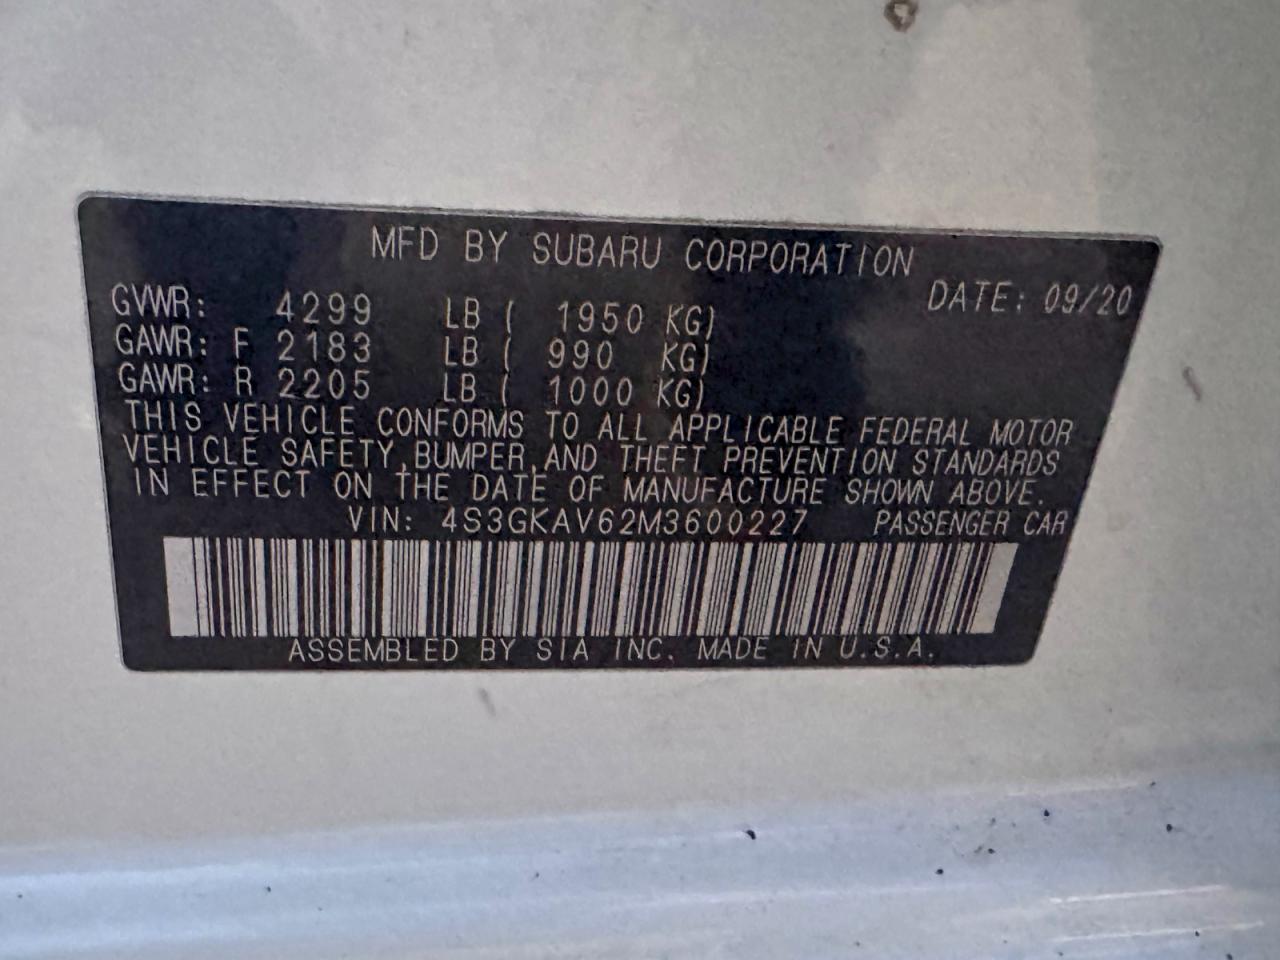 MFD BY SUBARU CORPORATION
DATE: 09/20
GVWR: 4299 LB ( 1950 KG)
GAWR: F 2183 LB ( 990 KG)
GAWR: R 2205 LB ( 1000 KG)
THIS VEHICLE CONFORMS TO ALL APPLICABLE FEDERAL MOTOR
VEHICLE SAFETY,BUMPER,AND THEFT PREVENTION STANDARDS
IN EFFECT ON THE DATE OF MANUFACTURE SHOWN ABOVE.
VIN: 4S3GKAV62M3600227 PASSENGER CAR
ASSEMBLED BY SIA INC. MADE IN U.S.A.